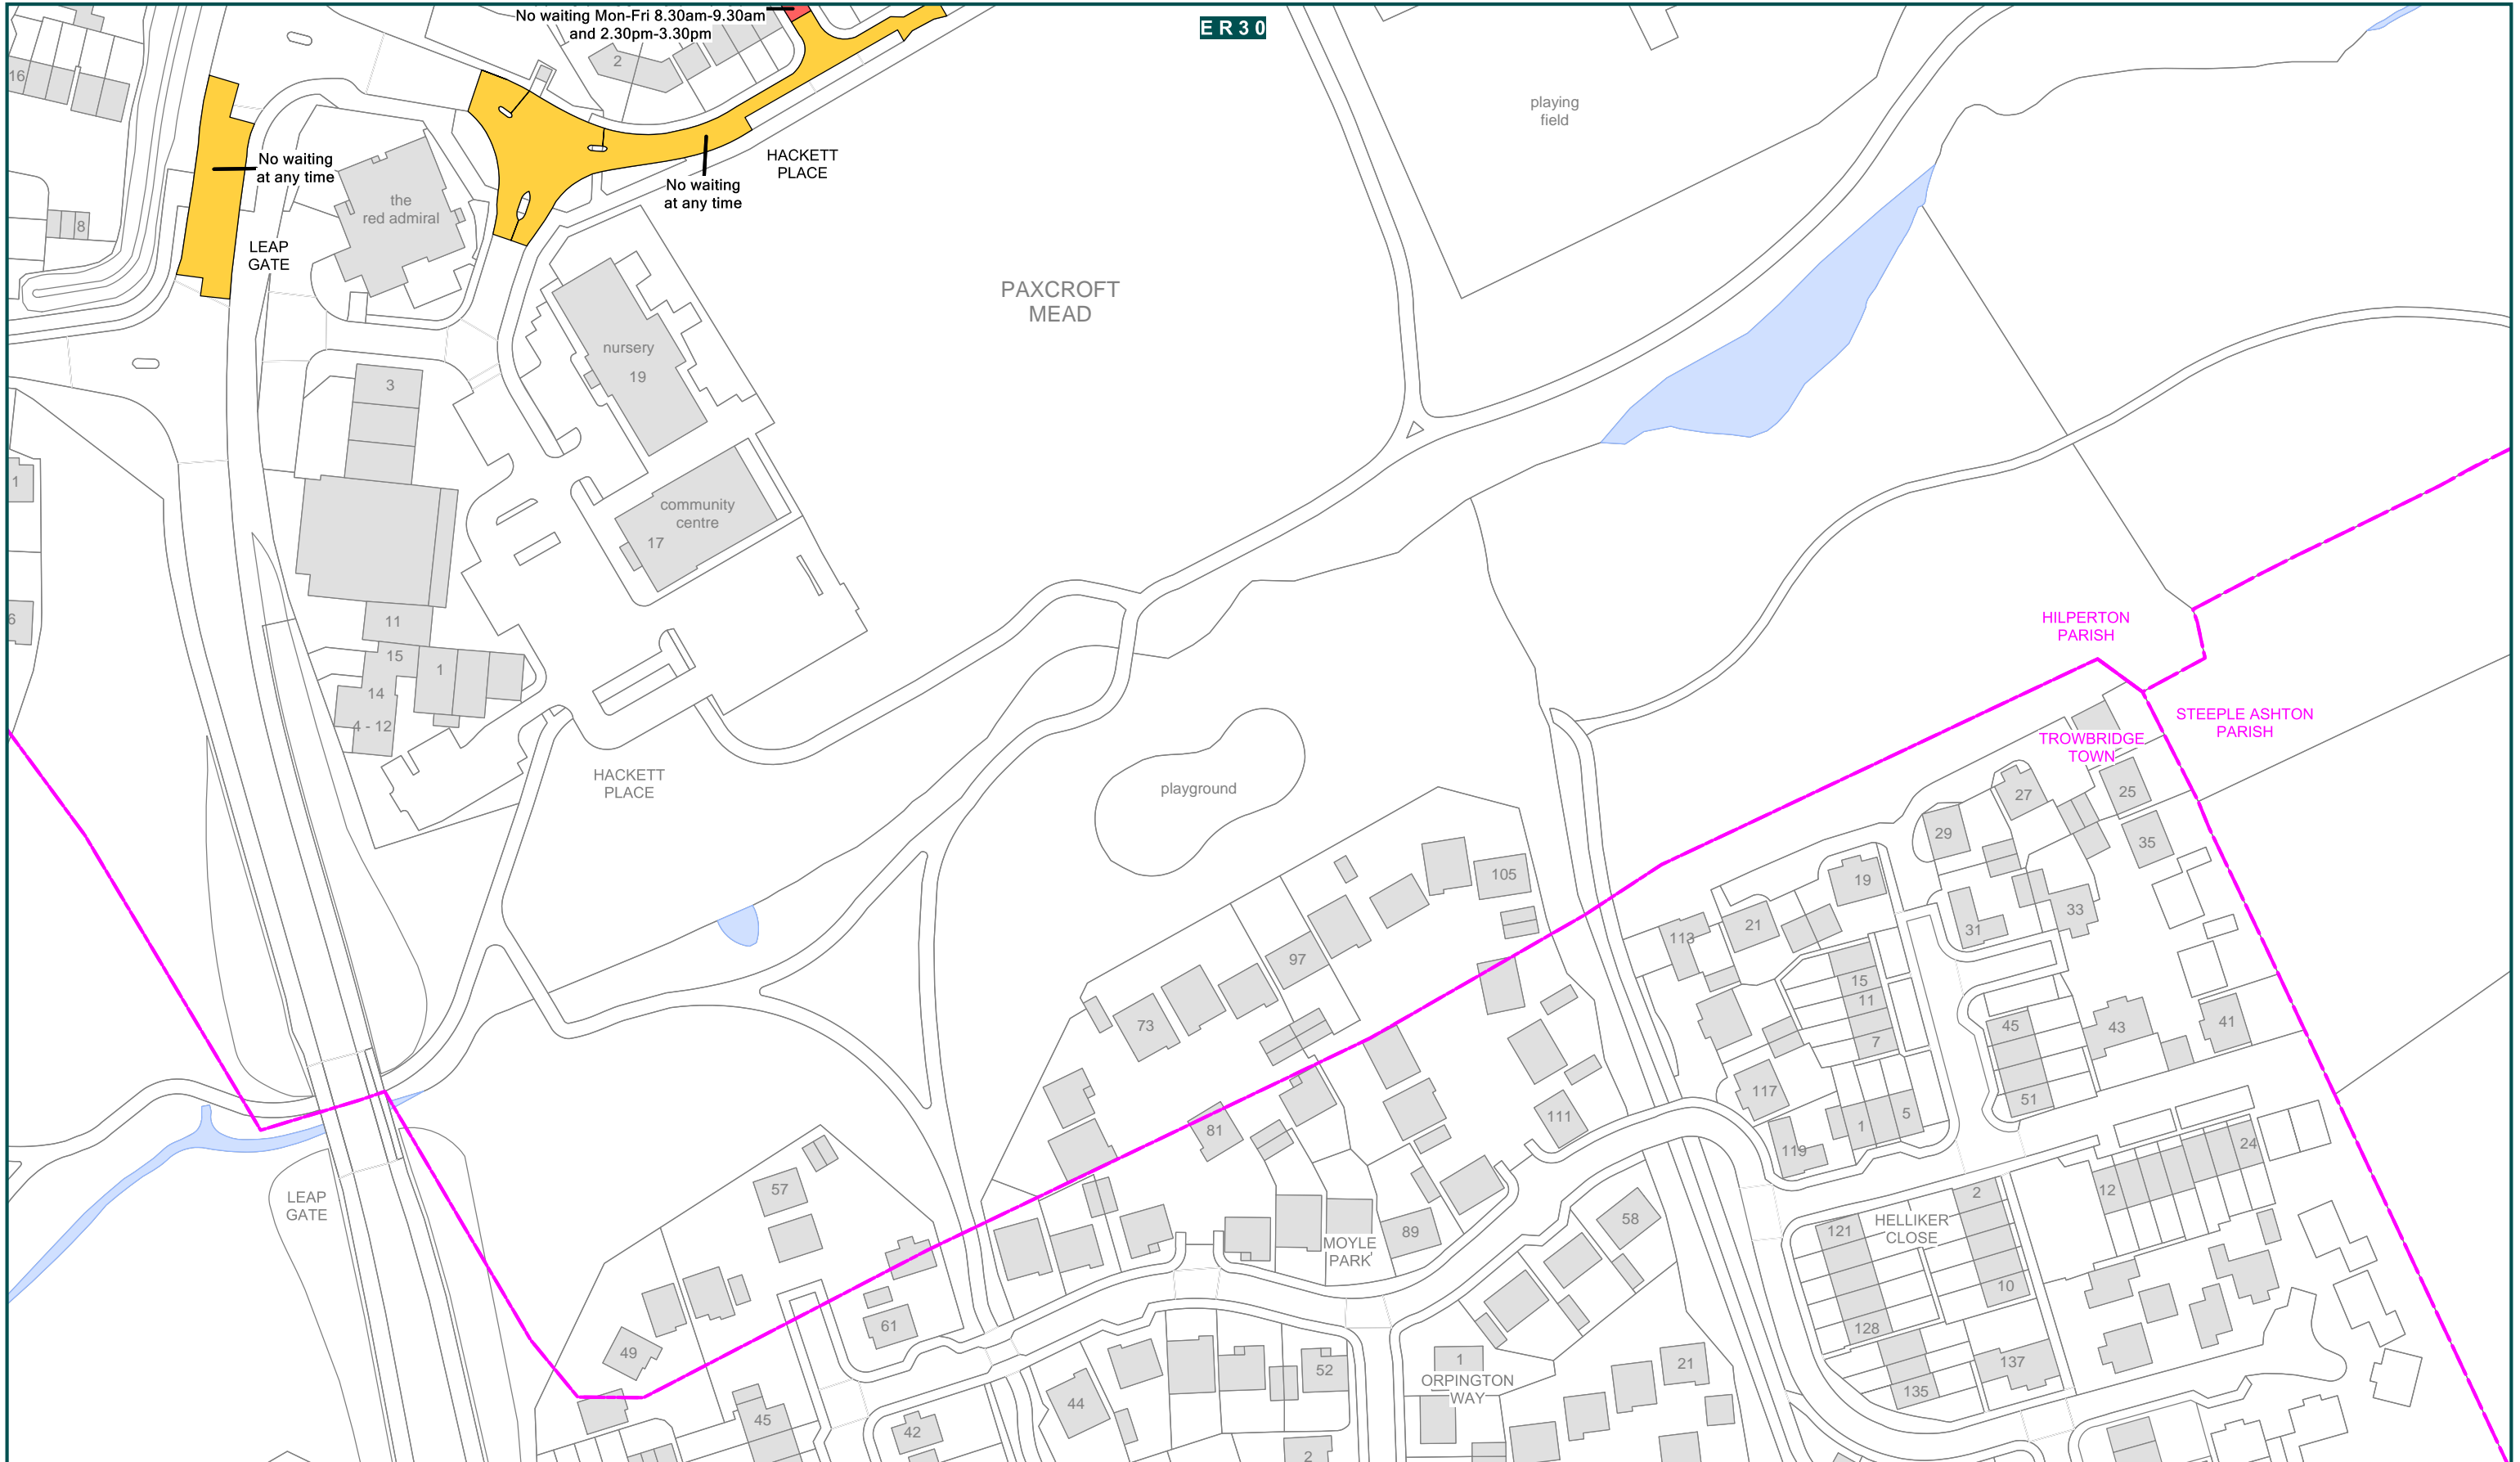 No waiting Mon-Fri 8.30am-9.30am
and 2.30pm-3.30pm
ER30
2
16
playing
field
No waiting
at any time
HACKETT
PLACE
No waiting
at any time
the
red admiral
8
LEAP
GATE
PAXCROFT
MEAD
nursery
19
3
1
community
centre
17
6
11
15
1
14
4 - 12
HILPERTON
PARISH
STEEPLE ASHTON
PARISH
TROWBRIDGE
TOWN
HACKETT
PLACE
playground
27
25
29
35
105
19
33
21
31
113
97
15
11
73
45
43
41
7
117
51
81
111
5
1
119
24
57
12
2
LEAP
GATE
58
HELLIKER
CLOSE
121
89
MOYLE
PARK
10
61
128
49
1
21
137
52
ORPINGTON
WAY
135
44
45
42
2